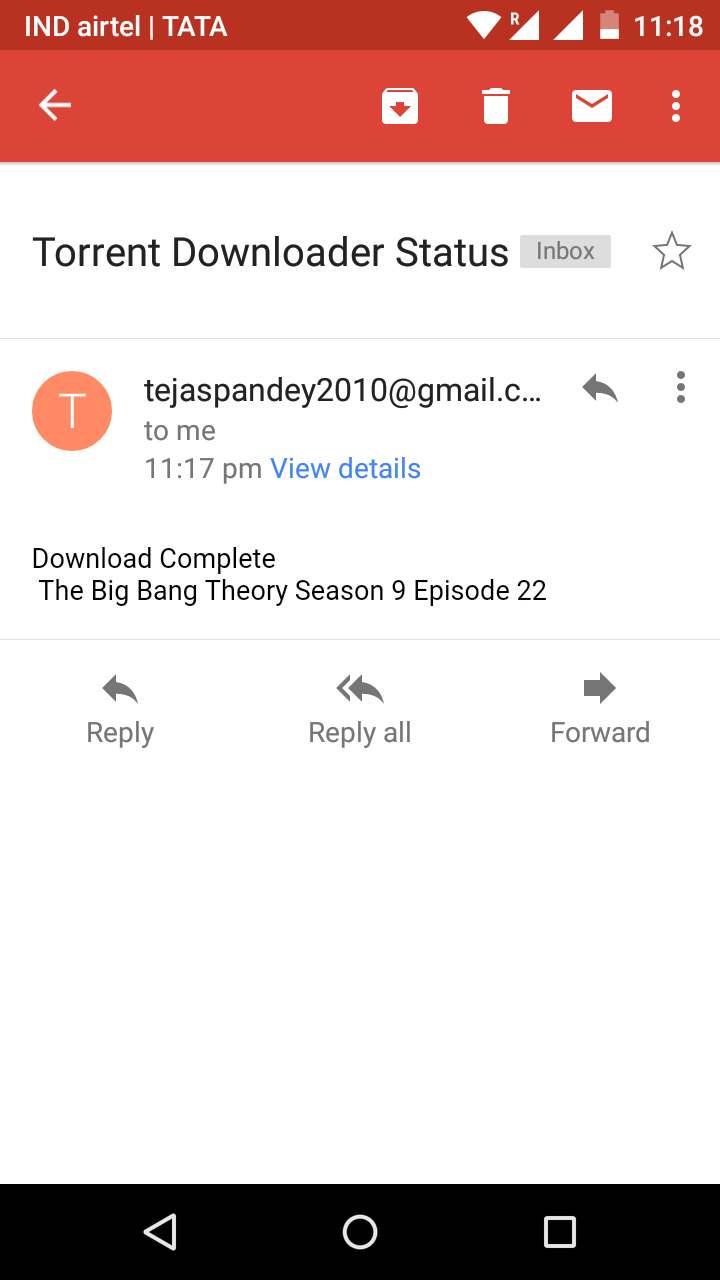 IND airtel | TATA R 11:18
Torrent Downloader Status Inbox
T
tejaspandey2010@gmail.c...
to me
11:17 pm View details
Download Complete
The Big Bang Theory Season 9 Episode 22
Reply Reply all Forward